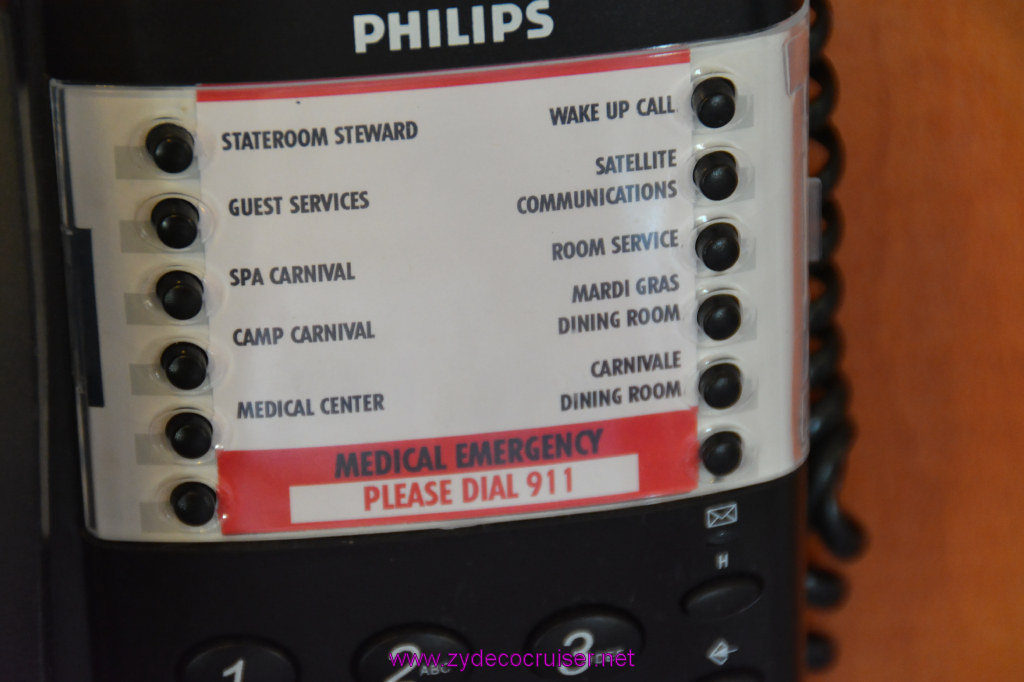 PHILIPS
STATEROOM STEWARD
GUEST SERVICES
SPA CARNIVAL
CAMP CARNIVAL
MEDICAL CENTER
WAKE UP CALL
SATELLITE
COMMUNICATIONS
ROOM SERVICE
MARDI GRAS
DINING ROOM
CARNIVALE
DINING ROOM
MEDICAL EMERGENCY
PLEASE DIAL 911
H
1
2 ABC
3 DEF
www.zydecocruiser.net